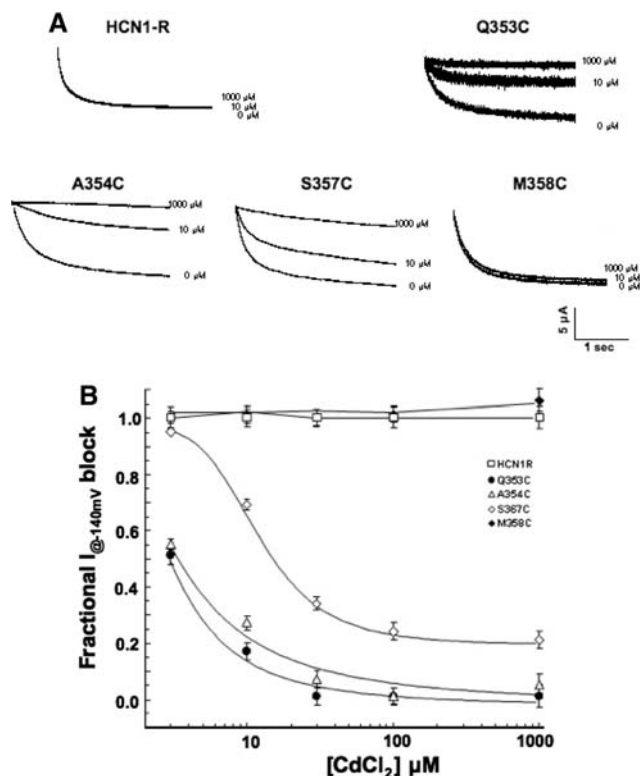 A
HCN1-R
1000 µM
10 µM
0 µM
Q353C
1000 µM
10 µM
0 µM
A354C
1000 µM
10 µM
0 µM
S357C
1000 µM
10 µM
0 µM
M358C
1000 µM
10 µM
0 µM
5 µA
1 sec
B
Fractional I@-140mV block
1.0
0.8
0.6
0.4
0.2
0.0
HCN1R
Q353C
A354C
S367C
M358C
10
100
1000
[CdCl2] µM